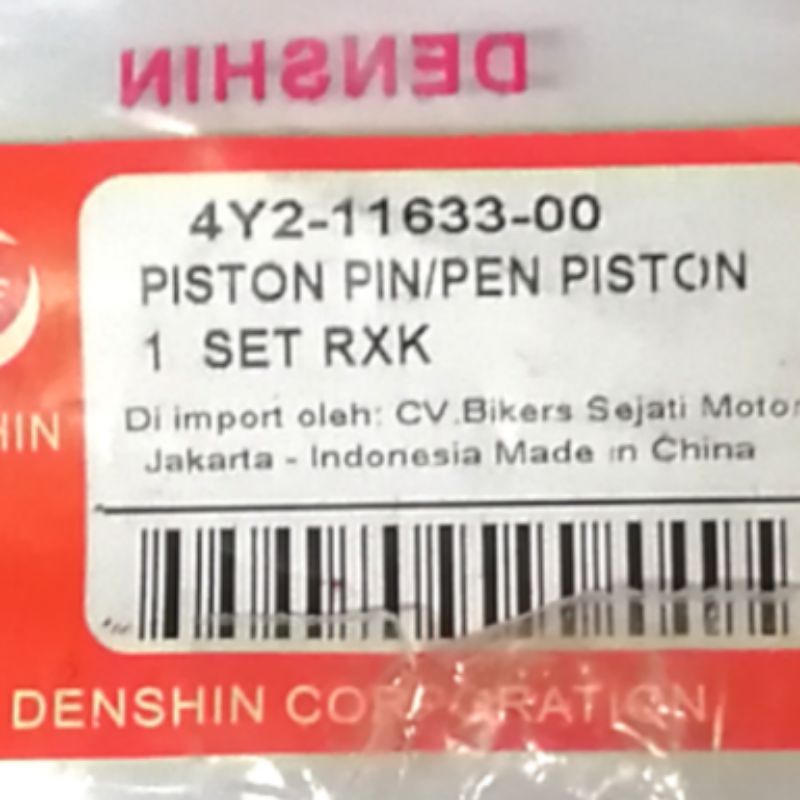 DENSHIN
4Y2-11633-00
PISTON PIN/PEN PISTON
1 SET RXK
Di import oleh: CV.Bikers Sejati Motor
Jakarta - Indonesia Made in China
HIN
DENSHIN CORPORATION